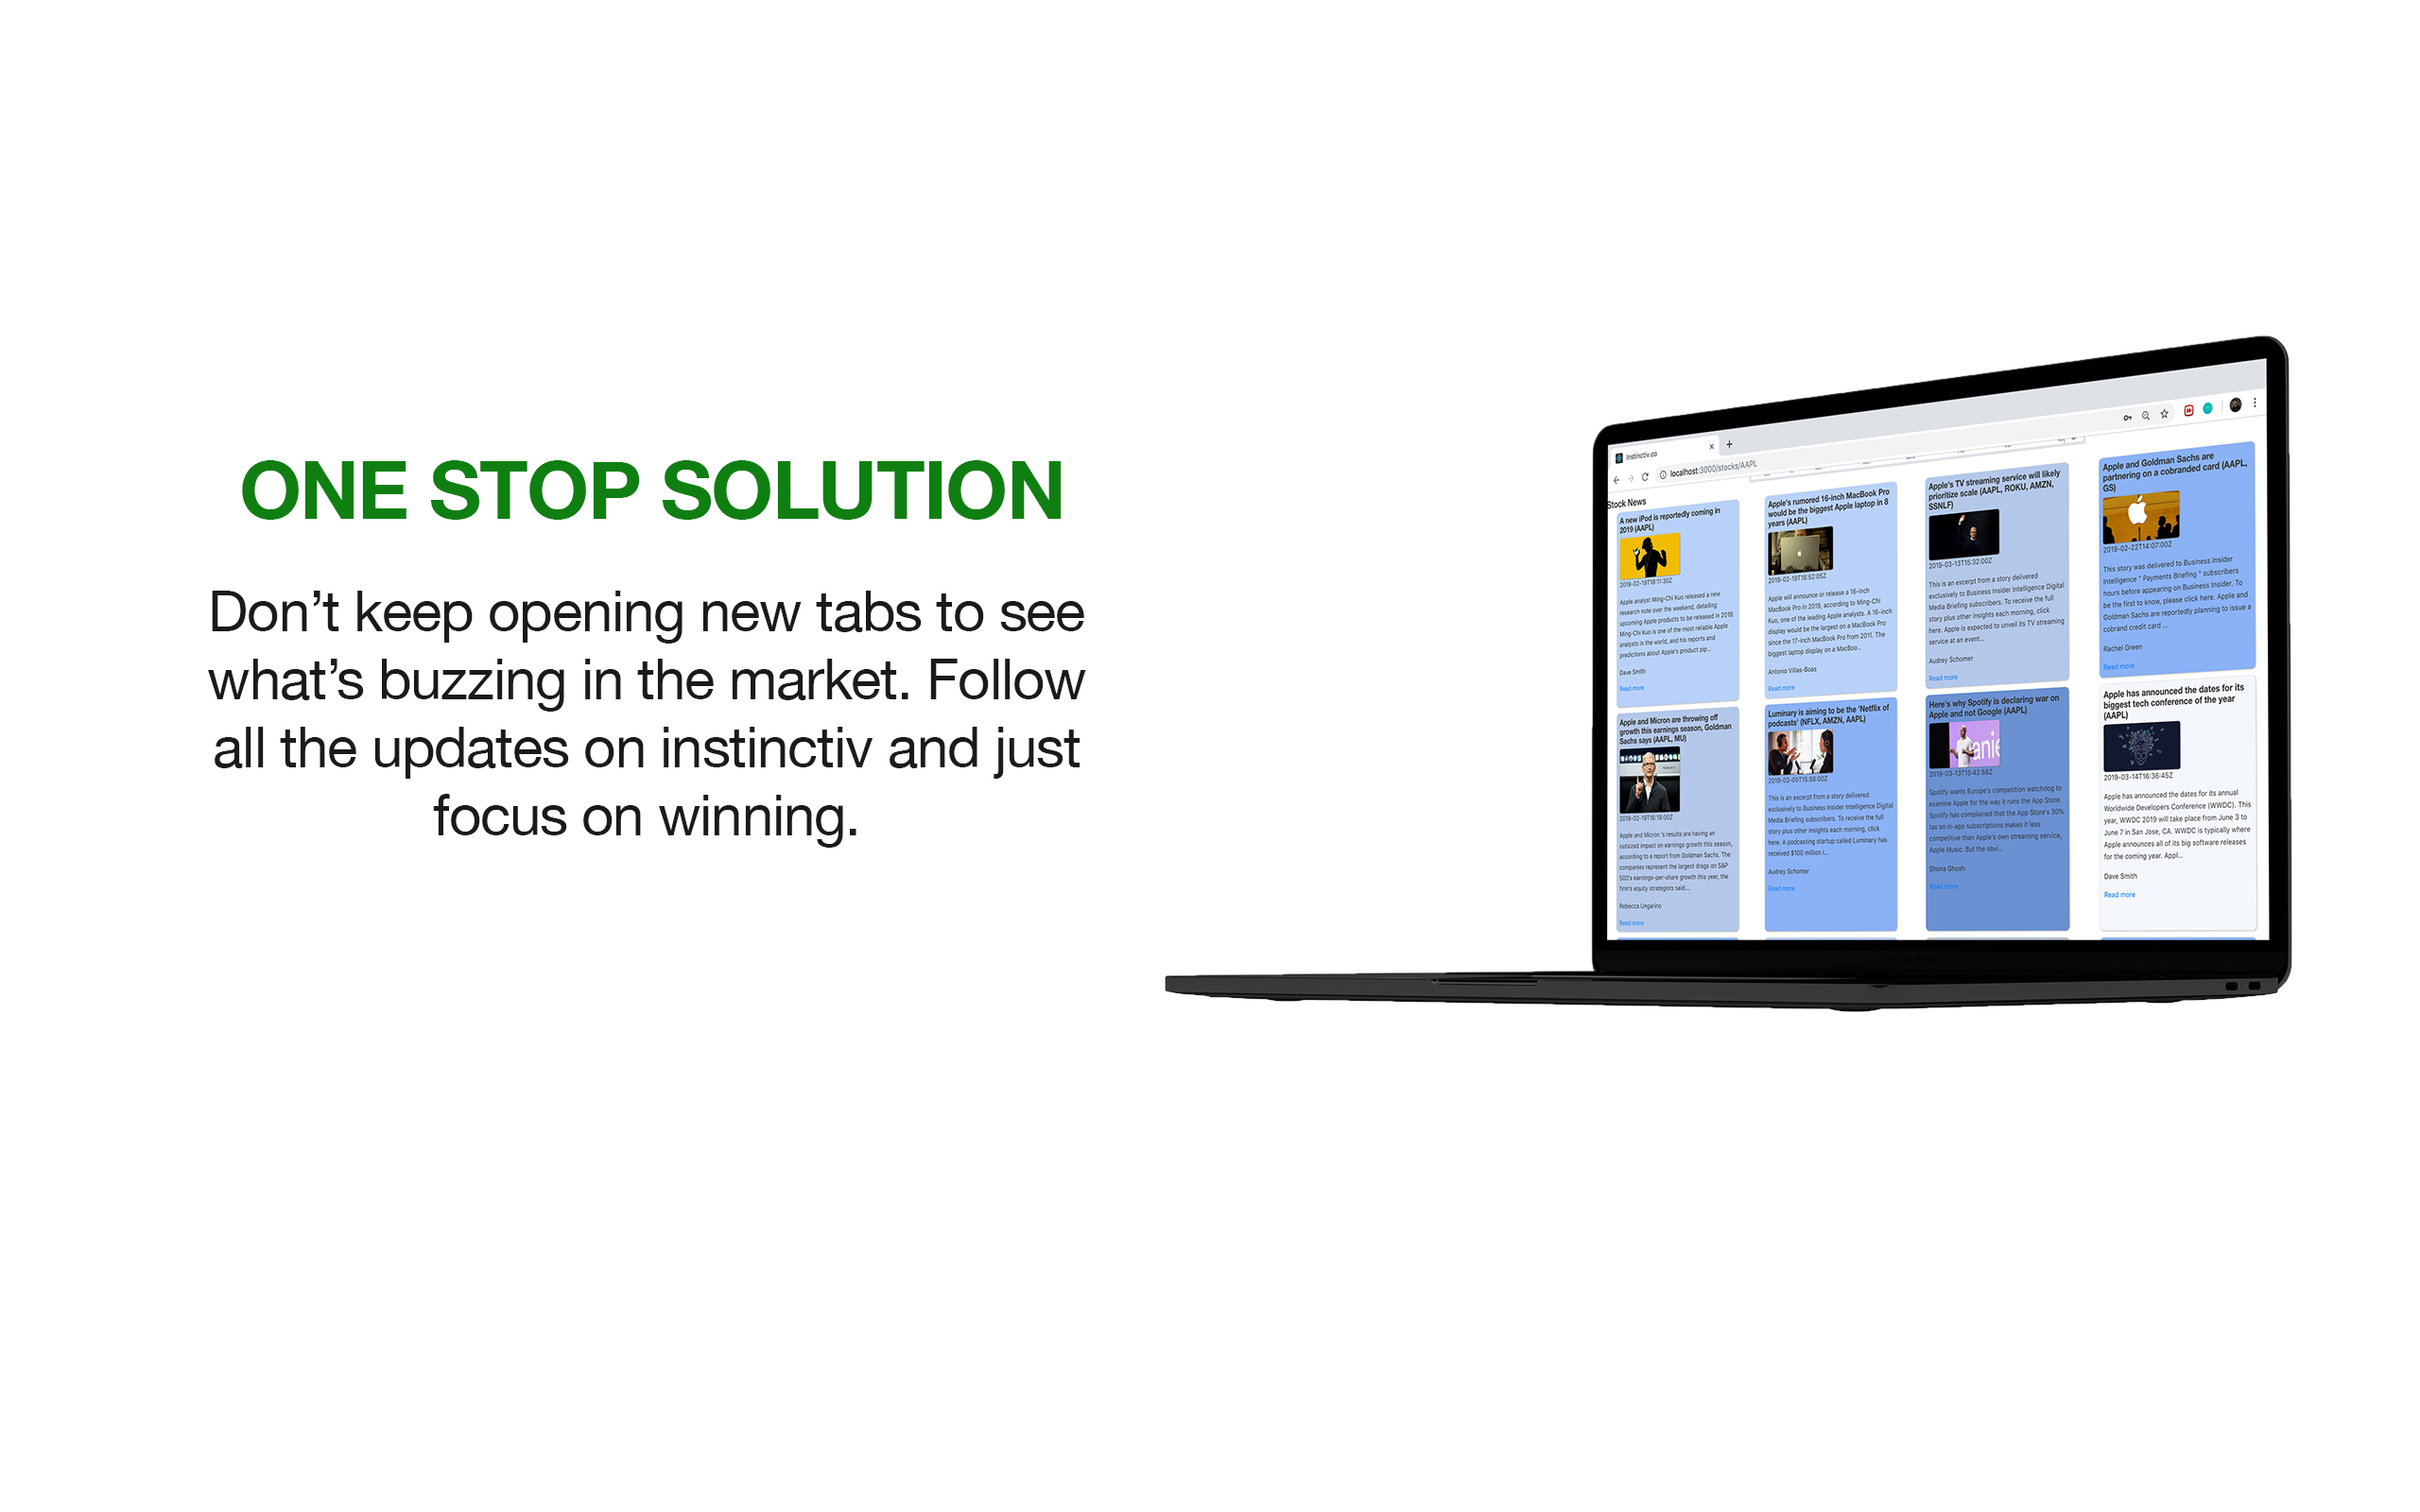 ONE STOP SOLUTION
Don’t keep opening new tabs to see
what’s buzzing in the market. Follow
all the updates on instinctiv and just
focus on winning.
Instinctiv.co
localhost:3000/stocks/AAPL
Stock News
A new iPod is reportedly coming in
2019 (AAPL)
2019-02-19T18:11:30Z
Apple analyst Ming-Chi Kuo released a new
research note over the weekend, detailing
upcoming Apple products to be released in 2019.
Ming-Chi Kuo is one of the most reliable Apple
analysts in the world, and his reports and
predictions about Apple's product pip...
Dave Smith
Read more
Apple's rumored 16-inch MacBook Pro
would be the biggest Apple laptop in 8
years (AAPL)
2019-02-19T18:52:05Z
Apple will announce or release a 16-inch
MacBook Pro in 2019, according to Ming-Chi
Kuo, one of the leading Apple analysts. A 16-inch
display would be the largest on a MacBook Pro
since the 17-inch MacBook Pro from 2011. The
biggest laptop display on a MacBoo...
Antonio Villas-Boas
Read more
Apple's TV streaming service will likely
prioritize scale (AAPL, ROKU, AMZN,
SSNLF)
2019-03-13T15:32:00Z
This is an excerpt from a story delivered
exclusively to Business Insider Intelligence Digital
Media Briefing subscribers. To receive the full
story plus other insights each morning, click
here. Apple is expected to unveil its TV streaming
service at an event...
Audrey Schomer
Read more
Apple and Goldman Sachs are
partnering on a cobranded card (AAPL,
GS)
2019-02-22T14:07:00Z
This story was delivered to Business Insider
Intelligence " Payments Briefing " subscribers
hours before appearing on Business Insider. To
be the first to know, please click here. Apple and
Goldman Sachs are reportedly planning to issue a
cobrand credit card ...
Rachel Green
Read more
Apple and Micron are throwing off
growth this earnings season, Goldman
Sachs says (AAPL, MU)
2019-02-19T16:18:00Z
Apple and Micron 's results are having an
outsized impact on earnings growth this season,
according to a report from Goldman Sachs. The
companies represent the largest drags on S&P
500's earnings-per-share growth this year, the
firm's equity strategists said....
Rebecca Ungarino
Read more
Luminary is aiming to be the 'Netflix of
podcasts' (NFLX, AMZN, AAPL)
2019-03-05T15:58:00Z
This is an excerpt from a story delivered
exclusively to Business Insider Intelligence Digital
Media Briefing subscribers. To receive the full
story plus other insights each morning, click
here. A podcasting startup called Luminary has
received $100 million i...
Audrey Schomer
Read more
Here's why Spotify is declaring war on
Apple and not Google (AAPL)
2019-03-13T15:42:58Z
Spotify wants Europe's competition watchdog to
examine Apple for the way it runs the App Store.
Spotify has complained that the App Store's 30%
tax on in-app subscriptions makes it less
competitive than Apple's own streaming service,
Apple Music. But the obvi...
Shona Ghosh
Read more
Apple has announced the dates for its
biggest tech conference of the year
(AAPL)
2019-03-14T16:36:45Z
Apple has announced the dates for its annual
Worldwide Developers Conference (WWDC). This
year, WWDC 2019 will take place from June 3 to
June 7 in San Jose, CA. WWDC is typically where
Apple announces all of its big software releases
for the coming year. Appl...
Dave Smith
Read more